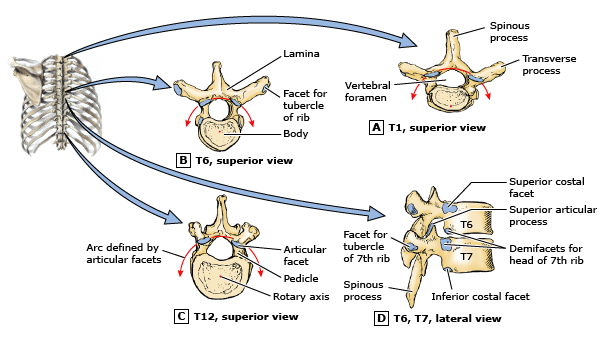 Spinous
process
Transverse
process
Vertebral
foramen
A T1, superior view
Lamina
Facet for
tubercle
of rib
Body
B T6, superior view
Arc defined by
articular facets
Articular
facet
Pedicle
Rotary axis
C T12, superior view
Superior costal
facet
Superior articular
process
T6
Facet for
tubercle
of 7th rib
Demifacets for
head of 7th rib
T7
Spinous
process
Inferior costal facet
D T6, T7, lateral view